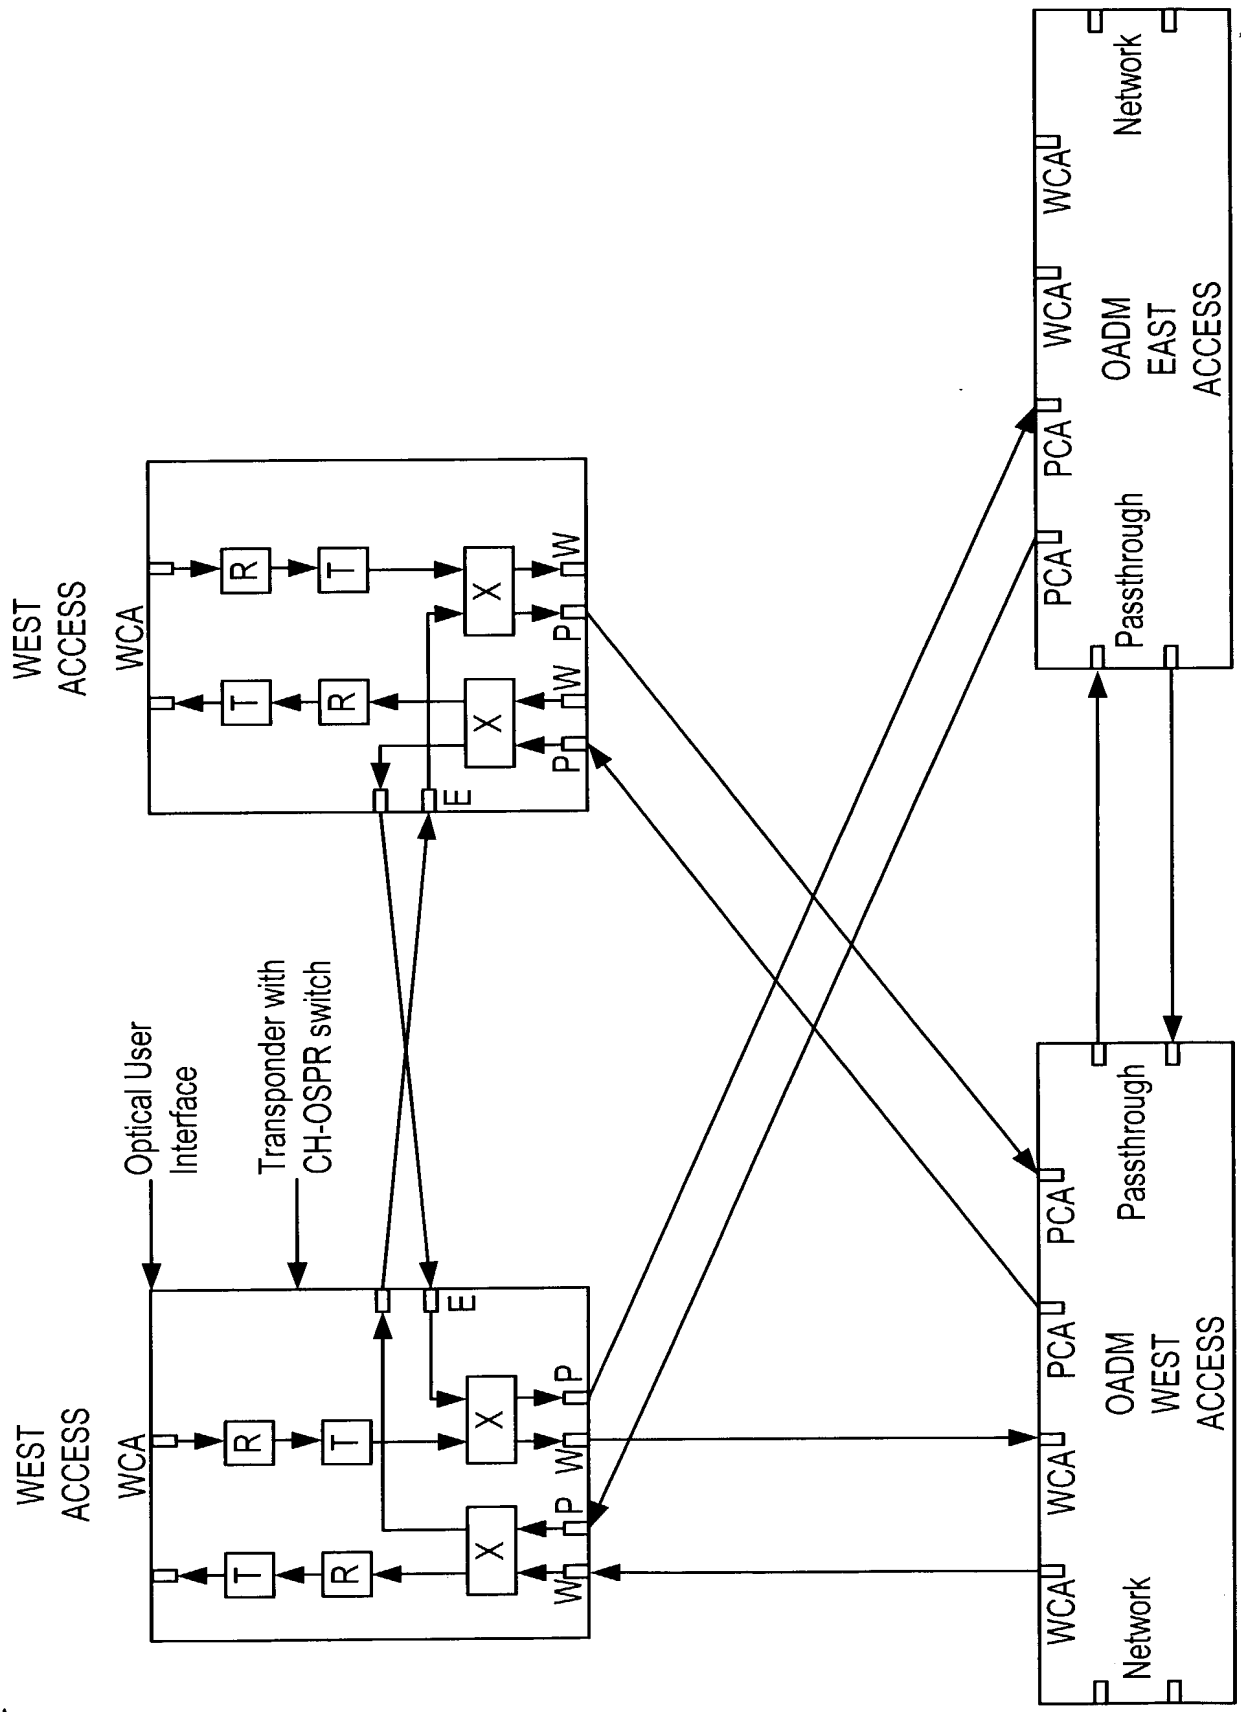 WEST
ACCESS
WCA
R
T
T
R
X
X
W
P
W
P
E
Optical User
Interface
Transponder with
CH-OSPR switch
WEST
ACCESS
WCA
T
R
R
T
X
X
W
P
W
P
E
Network
WCA
WCA
PCA
PCA
Passthrough
OADM
WEST
ACCESS
Passthrough
PCA
PCA
WCA
WCA
Network
OADM
EAST
ACCESS